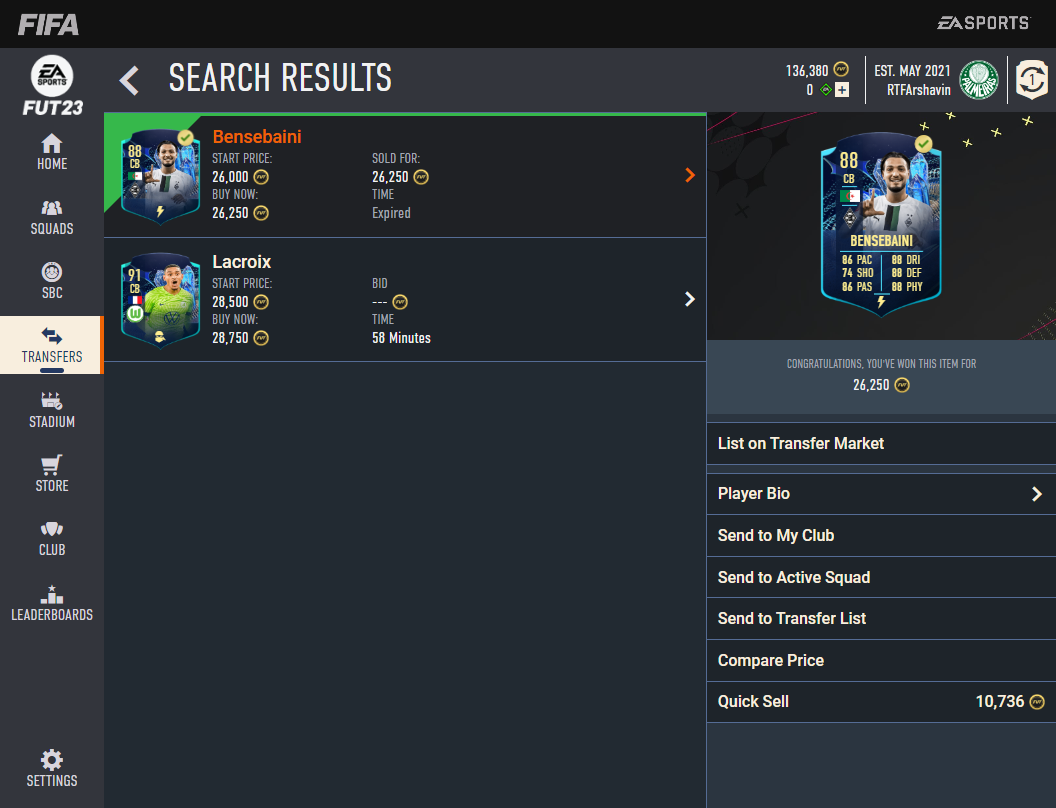 FIFA
EA SPORTS
EA SPORTS
FUT23
SEARCH RESULTS
136,380
0
EST. MAY 2021
RTFArshavin
PALMEIRAS
1
HOME
SQUADS
SBC
TRANSFERS
STADIUM
STORE
CLUB
LEADERBOARDS
SETTINGS
88
CB
Bensebaini
START PRICE:
26,000
BUY NOW:
26,250
SOLD FOR:
26,250
TIME
Expired
91
CB
Lacroix
START PRICE:
28,500
BUY NOW:
28,750
BID
---
TIME
58 Minutes
88
CB
BENSEBAINI
86 PAC 88 DRI
74 SHO 88 DEF
86 PAS 88 PHY
CONGRATULATIONS, YOU'VE WON THIS ITEM FOR
26,250
List on Transfer Market
Player Bio
Send to My Club
Send to Active Squad
Send to Transfer List
Compare Price
Quick Sell 10,736